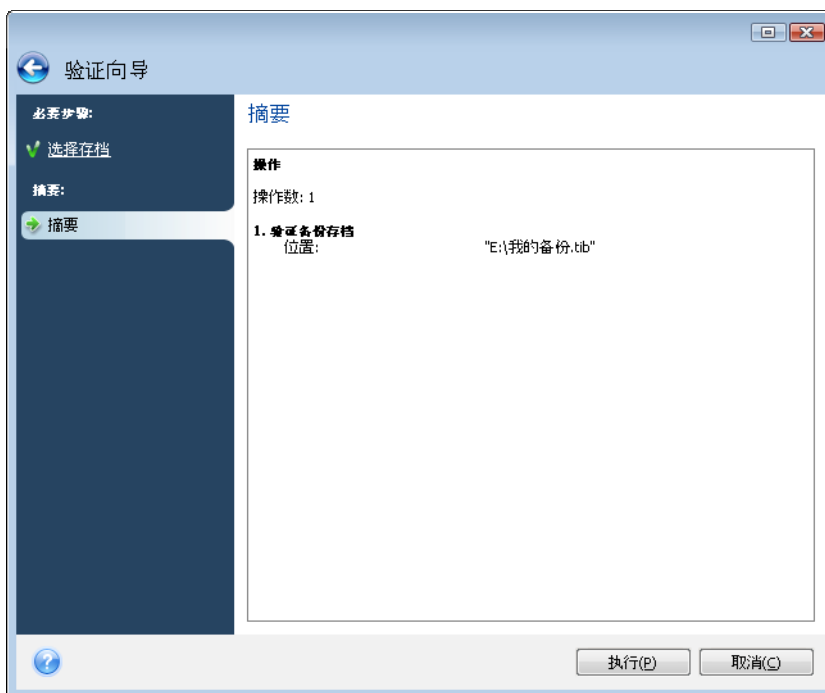 验证向导
必要步骤:
选择存档
摘要:
摘要
摘要
操作
操作数: 1
1. 验证备份存档
位置: "E:\我的备份.tib"
执行(P)
取消(C)